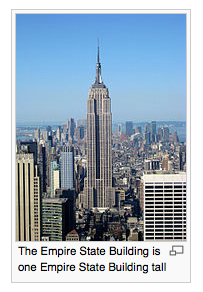 The Empire State Building is
one Empire State Building tall